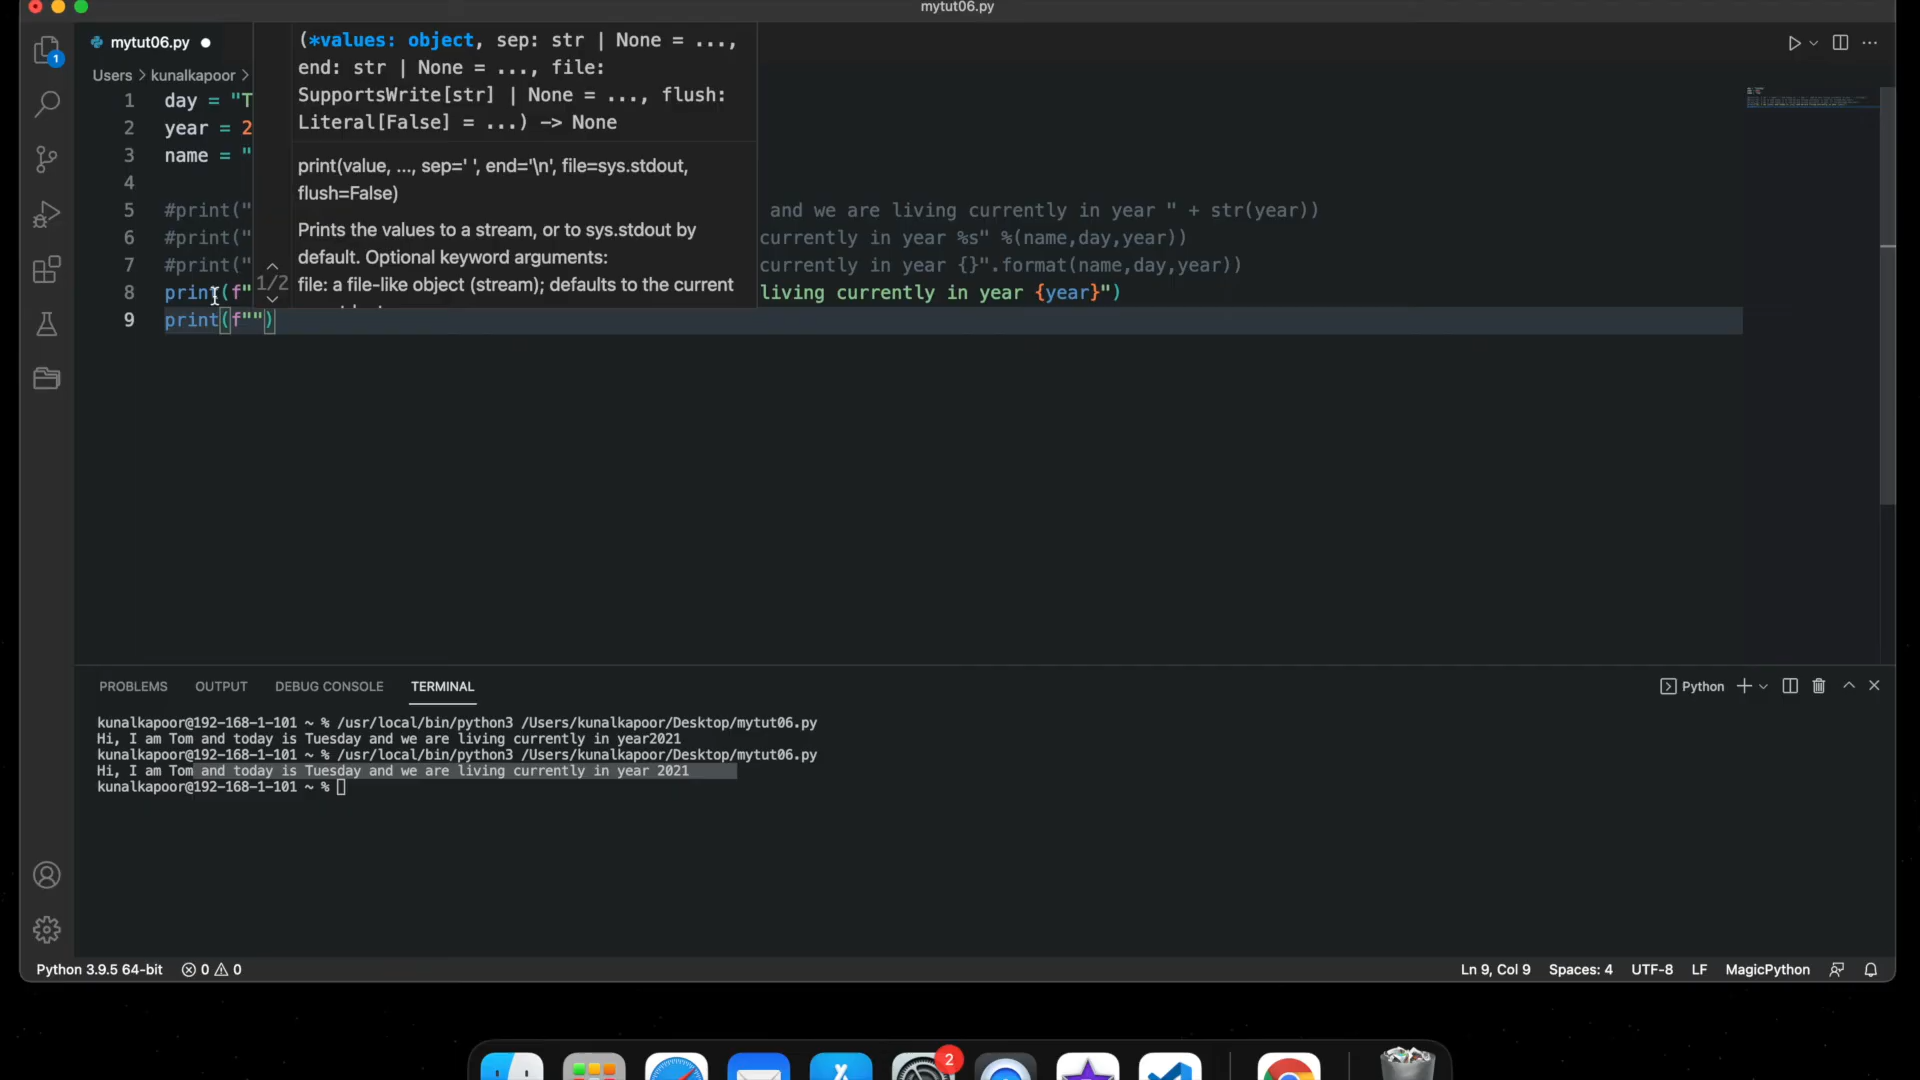 mytut06.py
mytut06.py
(*values: object, sep: str | None = ...,
end: str | None = ..., file:
SupportsWrite[str] | None = ..., flush:
Literal[False] = ...) -> None
Users > kunalkapoor >
print(value, ..., sep=' ', end='\n', file=sys.stdout,
flush=False)
Prints the values to a stream, or to sys.stdout by
default. Optional keyword arguments:
file: a file-like object (stream); defaults to the current
1/2
1 day = "T
2 year = 2
3 name = "
4
5 #print(" and we are living currently in year " + str(year))
6 #print(" currently in year %s" %(name,day,year))
7 #print(" currently in year {}".format(name,day,year))
8 print(f" living currently in year {year}")
9 print(f"")
1
PROBLEMS OUTPUT DEBUG CONSOLE TERMINAL
Python
kunalkapoor@192-168-1-101 ~ % /usr/local/bin/python3 /Users/kunalkapoor/Desktop/mytut06.py
Hi, I am Tom and today is Tuesday and we are living currently in year2021
kunalkapoor@192-168-1-101 ~ % /usr/local/bin/python3 /Users/kunalkapoor/Desktop/mytut06.py
Hi, I am Tom and today is Tuesday and we are living currently in year 2021
kunalkapoor@192-168-1-101 ~ %
Python 3.9.5 64-bit 0 0 Ln 9, Col 9 Spaces: 4 UTF-8 LF MagicPython
2